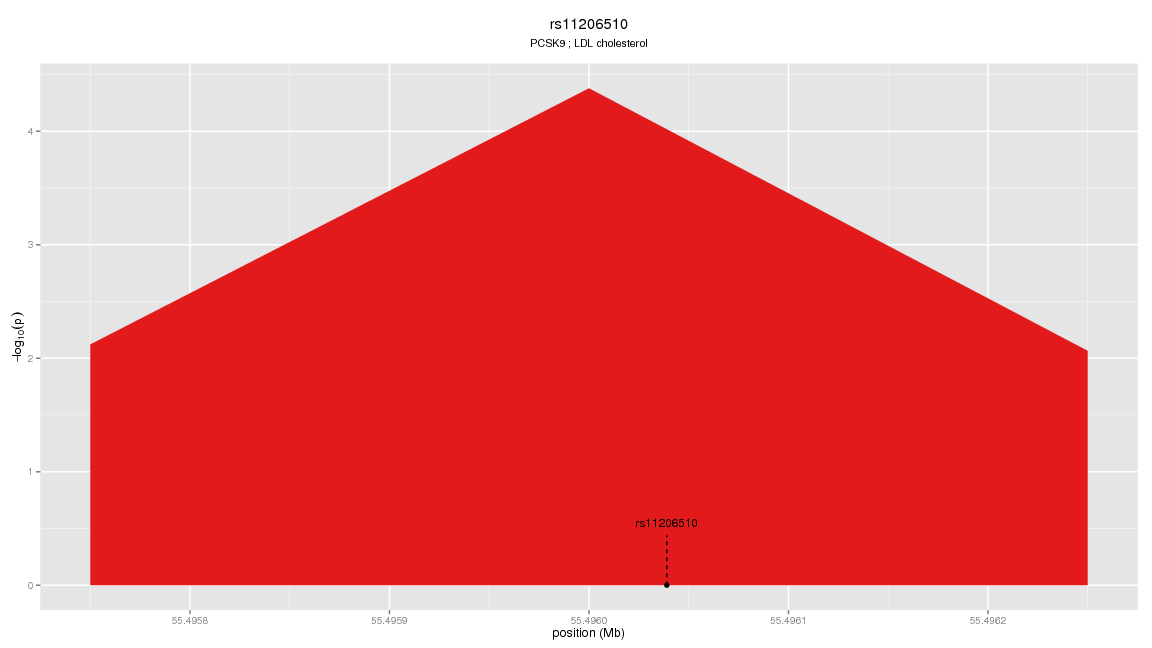 rs11206510
PCSK9 ; LDL cholesterol
−log10(p)
4
3
2
1
0
rs11206510
55.4958
55.4959
55.4960
55.4961
55.4962
position (Mb)